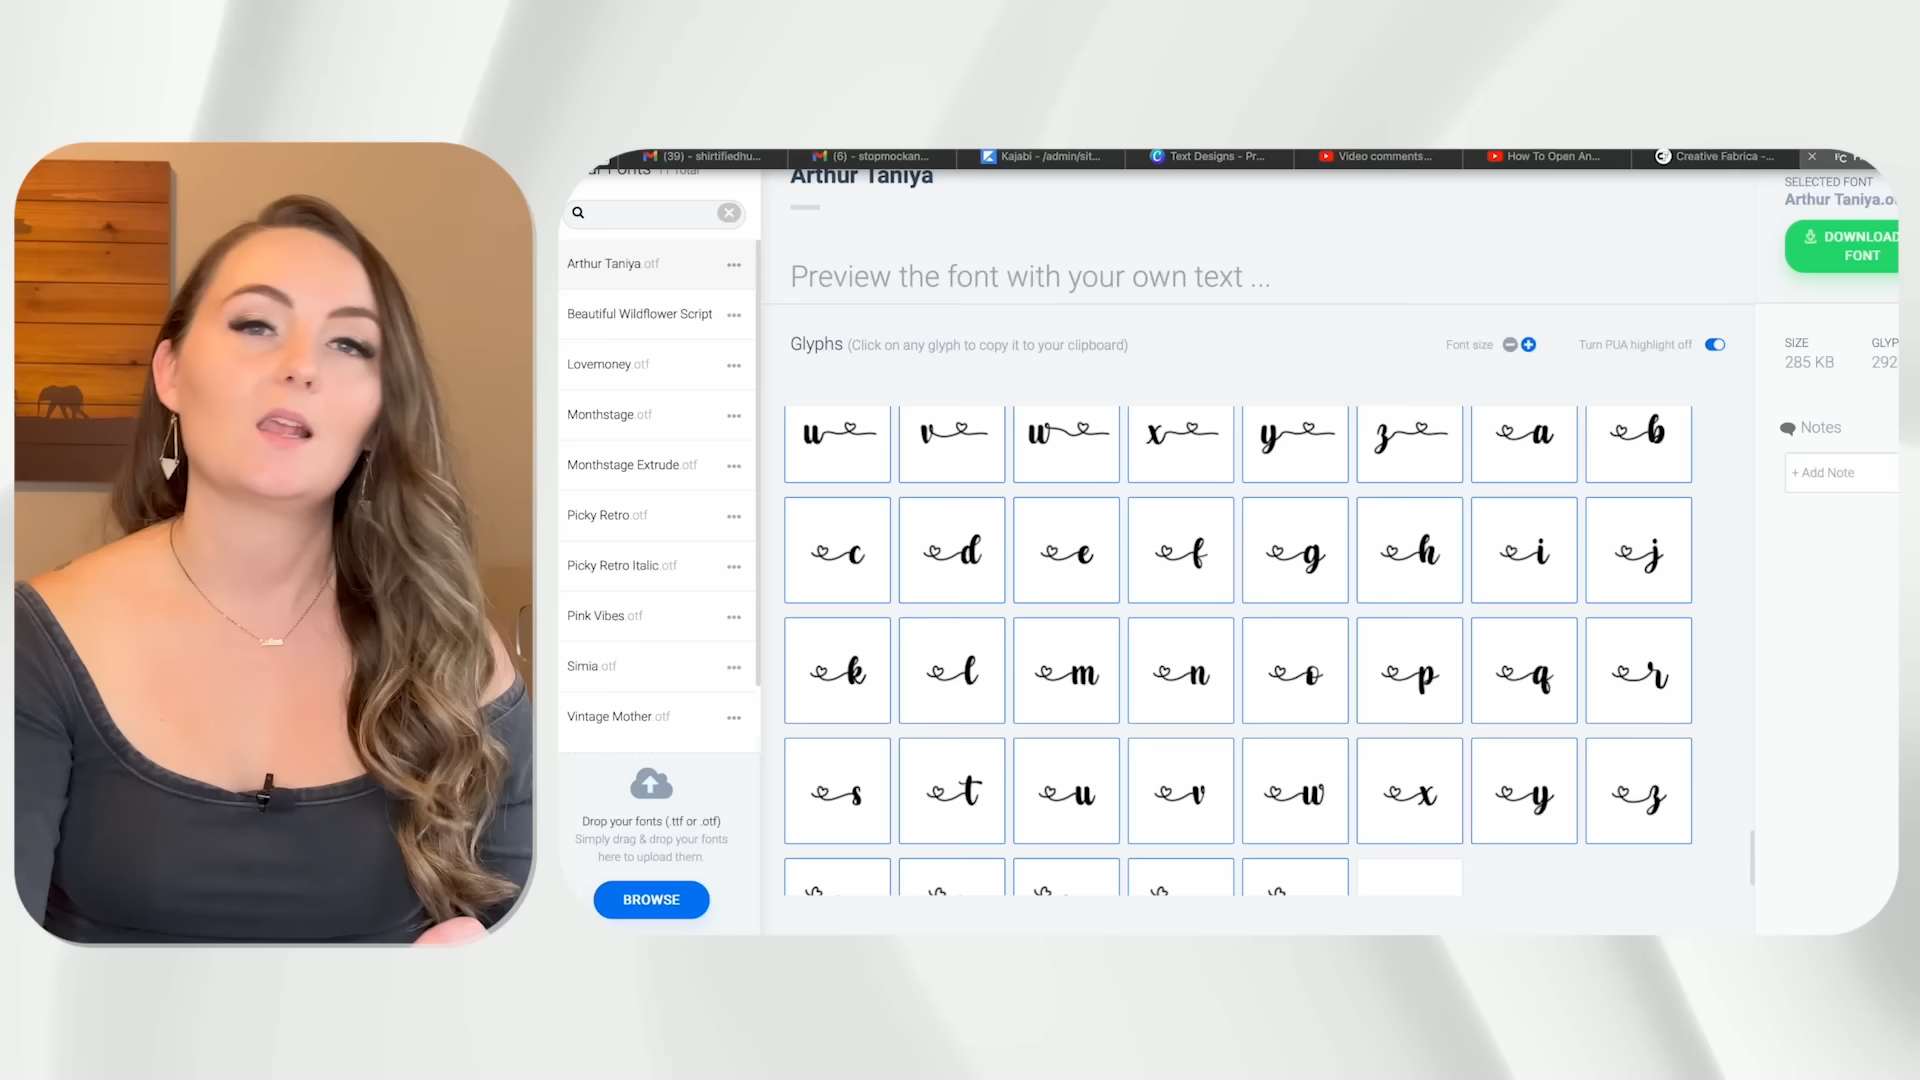 (39) - shirtifiedhu...
(6) - stopmockan...
Kajabi - /admin/sit...
Text Designs - Pr...
Video comments...
How To Open An...
Creative Fabrica -...
Total
Arthur Taniya.otf
Beautiful Wildflower Script
Lovemoney.otf
Monthstage.otf
Monthstage Extrude.otf
Picky Retro.otf
Picky Retro Italic.otf
Pink Vibes.otf
Simia.otf
Vintage Mother.otf
Drop your fonts (.ttf or .otf)
Simply drag & drop your fonts
here to upload them.
BROWSE
Arthur Taniya
Preview the font with your own text ...
Glyphs (Click on any glyph to copy it to your clipboard)
Font size
Turn PUA highlight off
u v w x y z a b
c d e f g h i j
k l m n o p q r
s t u v w x y z
SELECTED FONT
Arthur Taniya.o
DOWNLOAD
FONT
SIZE
285 KB
GLYP
292
Notes
+ Add Note